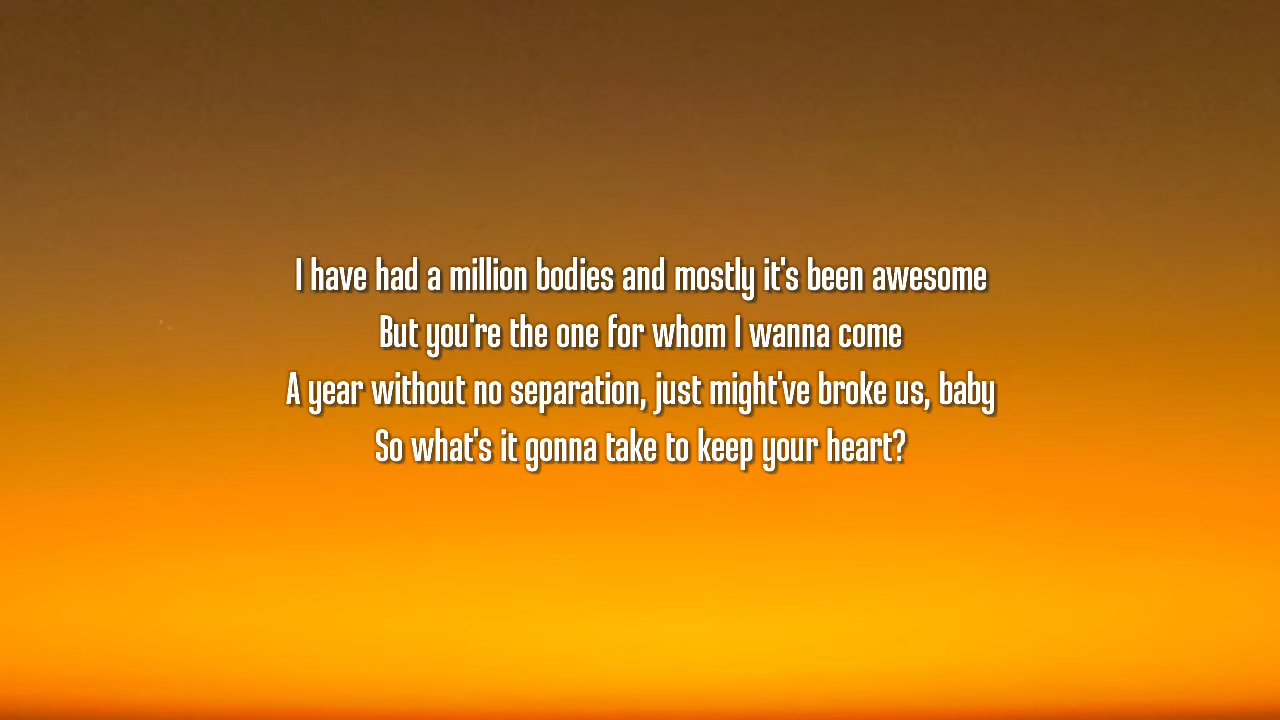 I have had a million bodies and mostly it's been awesome
But you're the one for whom I wanna come
A year without no separation, just might've broke us, baby
So what's it gonna take to keep your heart?